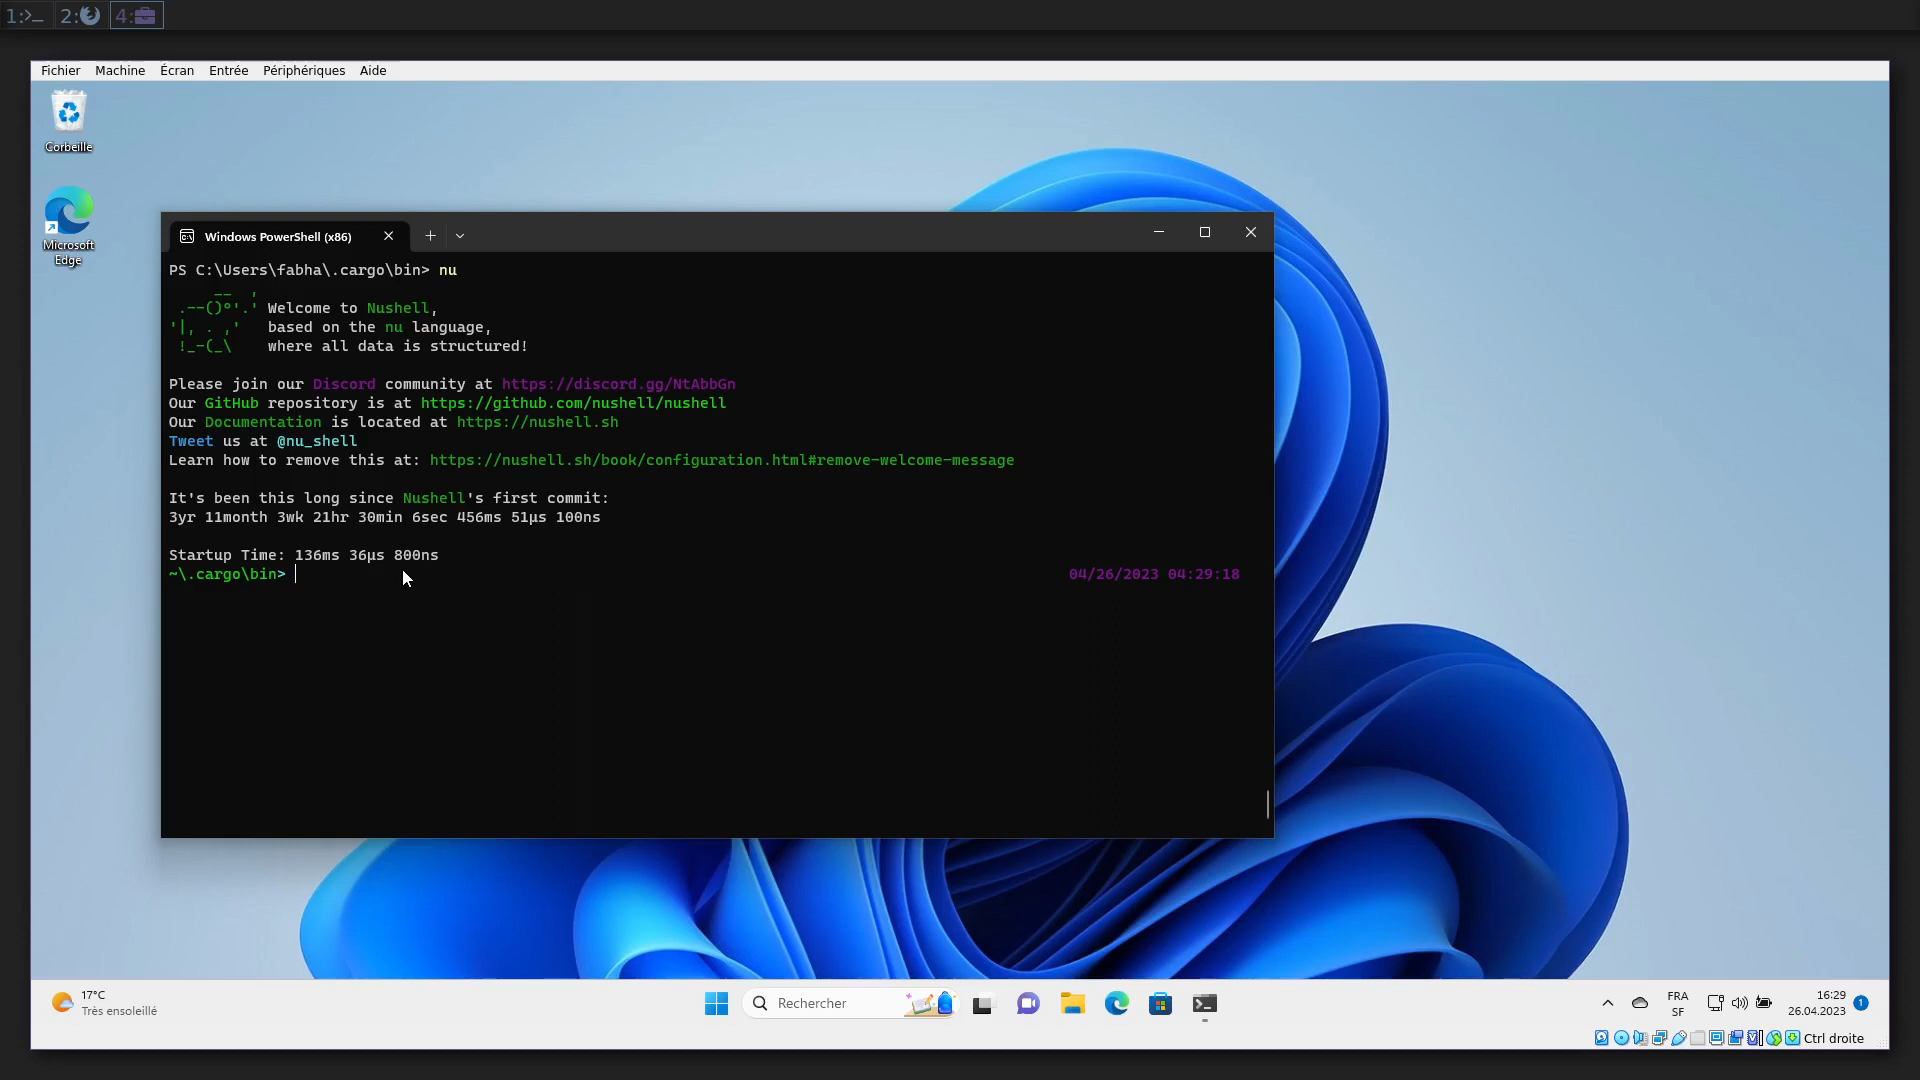 1:>_ 2: 4:
Fichier Machine Écran Entrée Périphériques Aide
Corbeille
Microsoft
Edge
Windows PowerShell (x86)
PS C:\Users\fabha\.cargo\bin> nu
     __  ,
 .--()°'.' Welcome to Nushell,
'|, . ,'   based on the nu language,
 !_-(_\    where all data is structured!
Please join our Discord community at https://discord.gg/NtAbbGn
Our GitHub repository is at https://github.com/nushell/nushell
Our Documentation is located at https://nushell.sh
Tweet us at @nu_shell
Learn how to remove this at: https://nushell.sh/book/configuration.html#remove-welcome-message
It's been this long since Nushell's first commit:
3yr 11month 3wk 21hr 30min 6sec 456ms 51µs 100ns
Startup Time: 136ms 36µs 800ns
~\.cargo\bin> 04/26/2023 04:29:18
17°C
Très ensoleillé
Rechercher
FRA
SF
16:29
26.04.2023
1
Ctrl droite